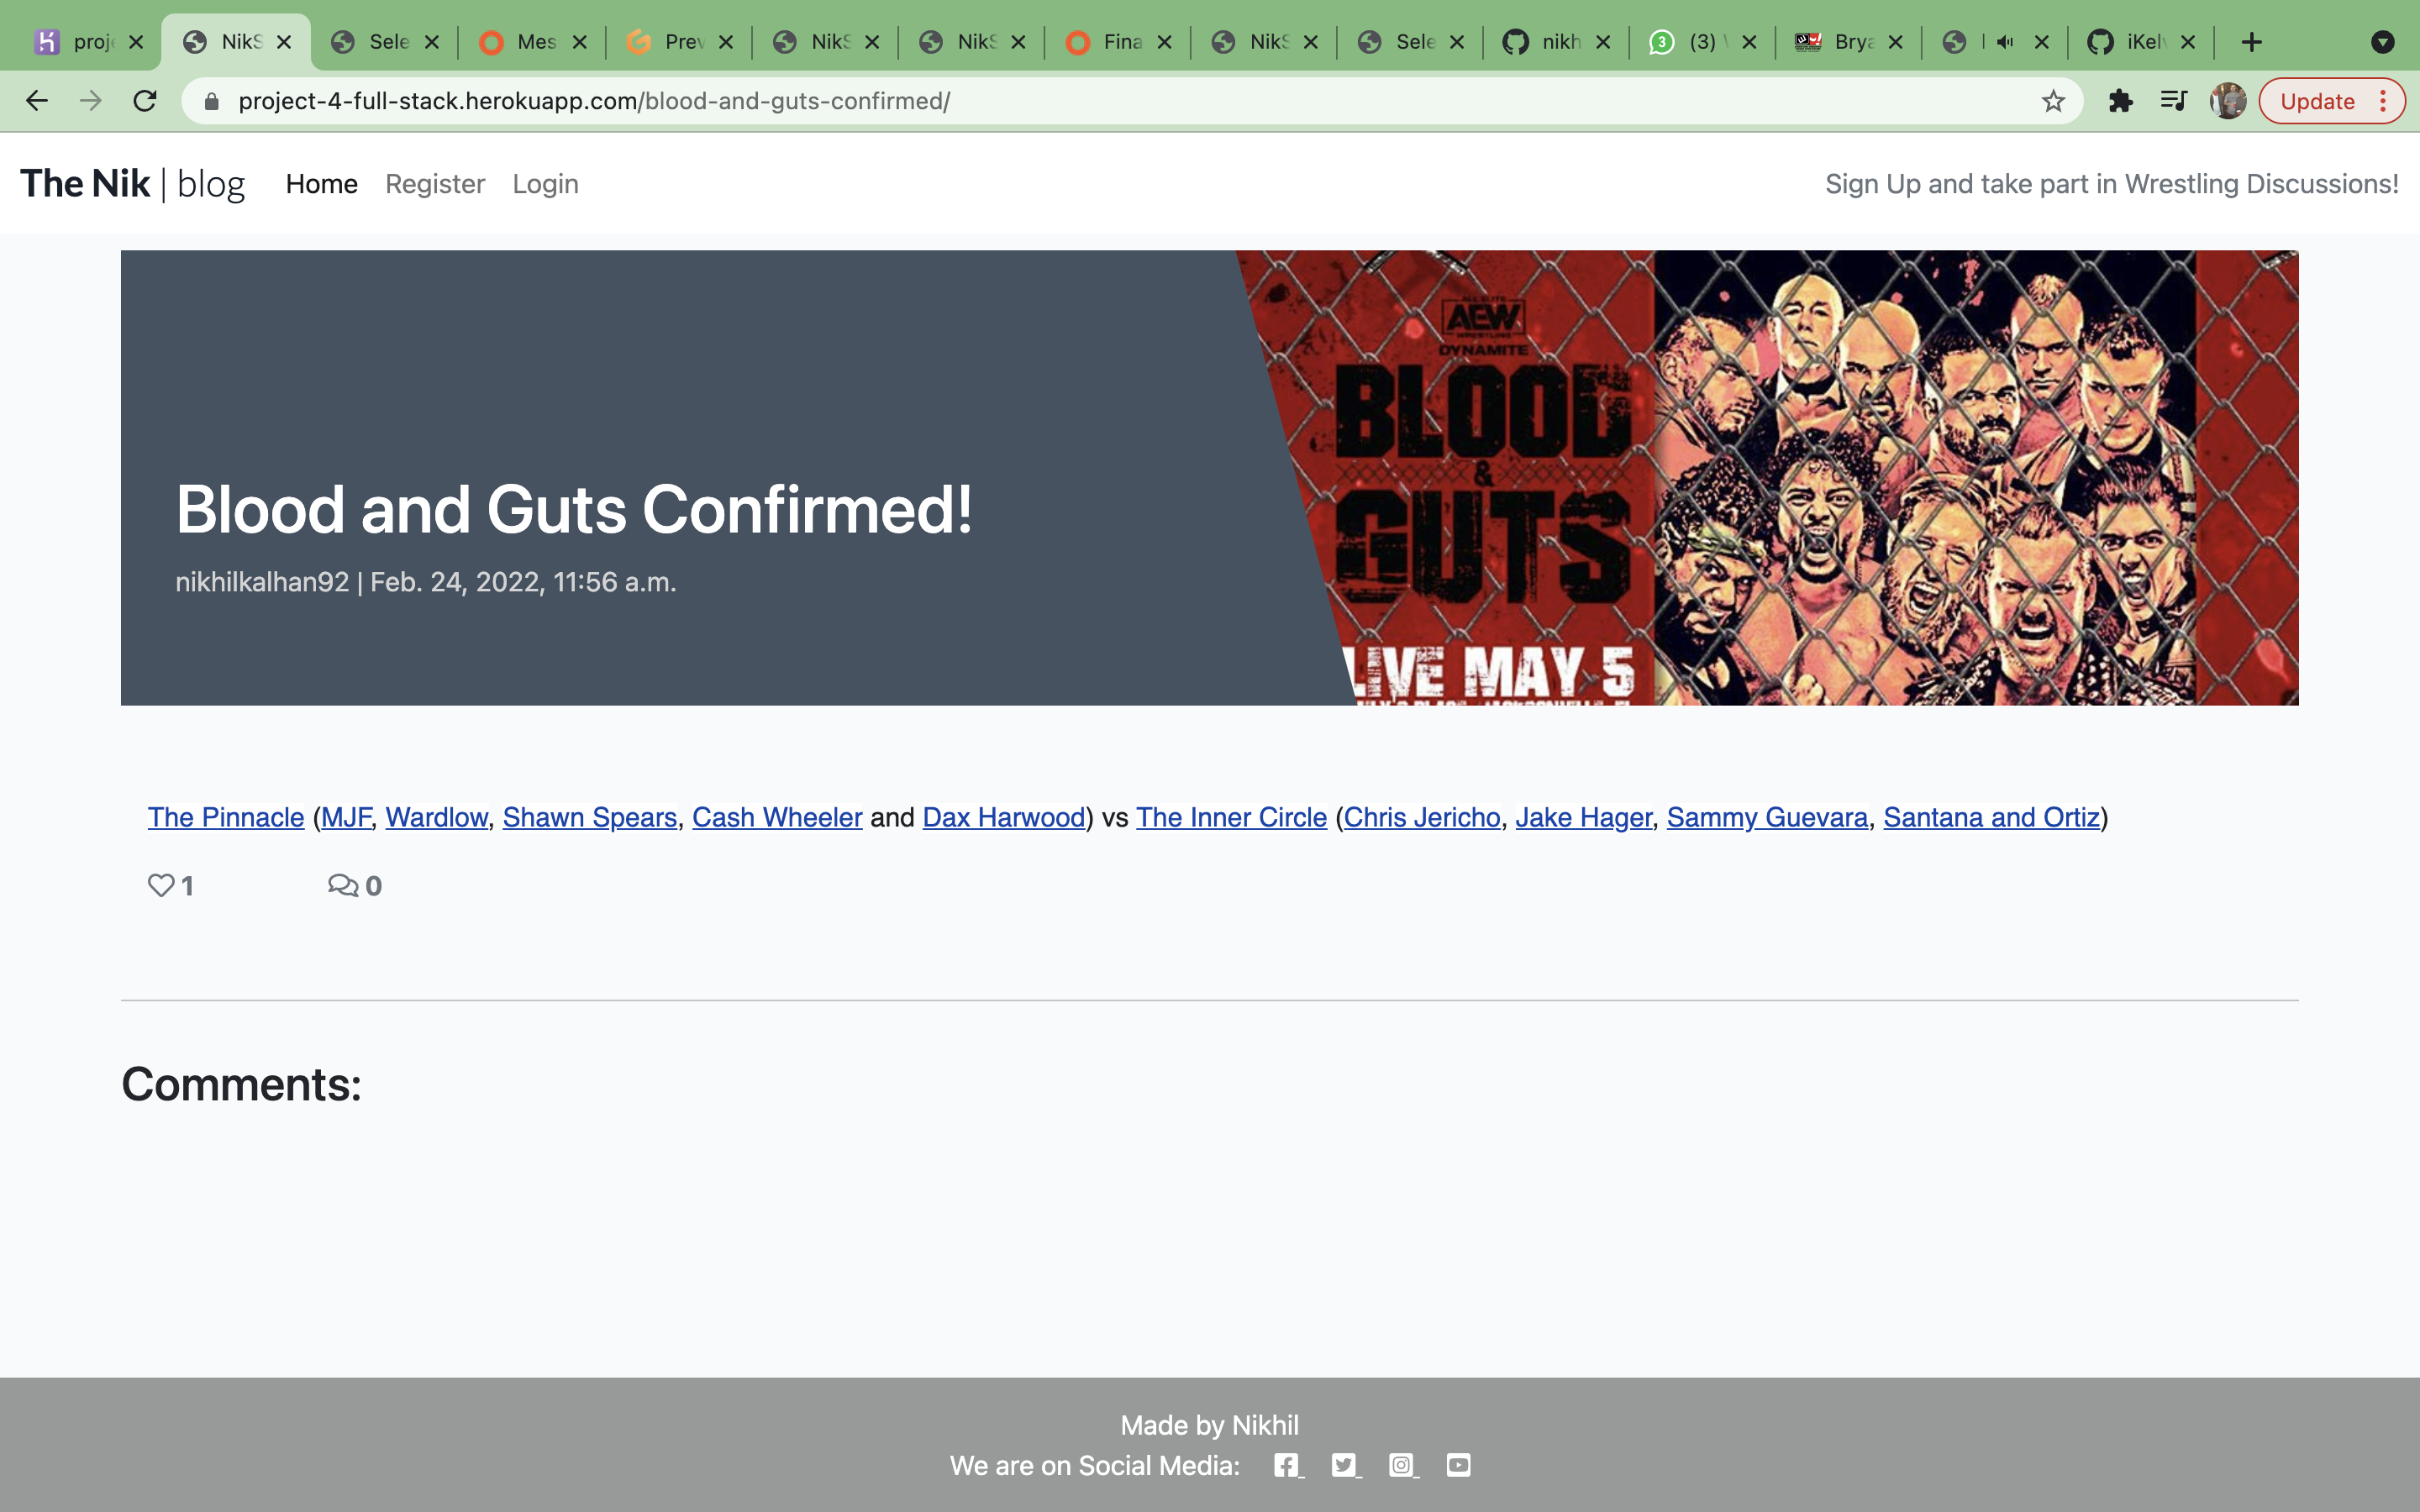 proj
NikS
Sele
Mes
Prev
NikS
NikS
Fina
NikS
Sele
nikh
3
(3)
Brya
iKel
project-4-full-stack.herokuapp.com/blood-and-guts-confirmed/
Update
The Nik | blog
Home
Register
Login
Sign Up and take part in Wrestling Discussions!
ALL ELITE
AEW
WRESTLING
DYNAMITE
BLOOD
&
GUTS
LIVE MAY 5
Blood and Guts Confirmed!
nikhilkalhan92 | Feb. 24, 2022, 11:56 a.m.
The Pinnacle (MJF, Wardlow, Shawn Spears, Cash Wheeler and Dax Harwood) vs The Inner Circle (Chris Jericho, Jake Hager, Sammy Guevara, Santana and Ortiz)
1
0
Comments:
Made by Nikhil
We are on Social Media: